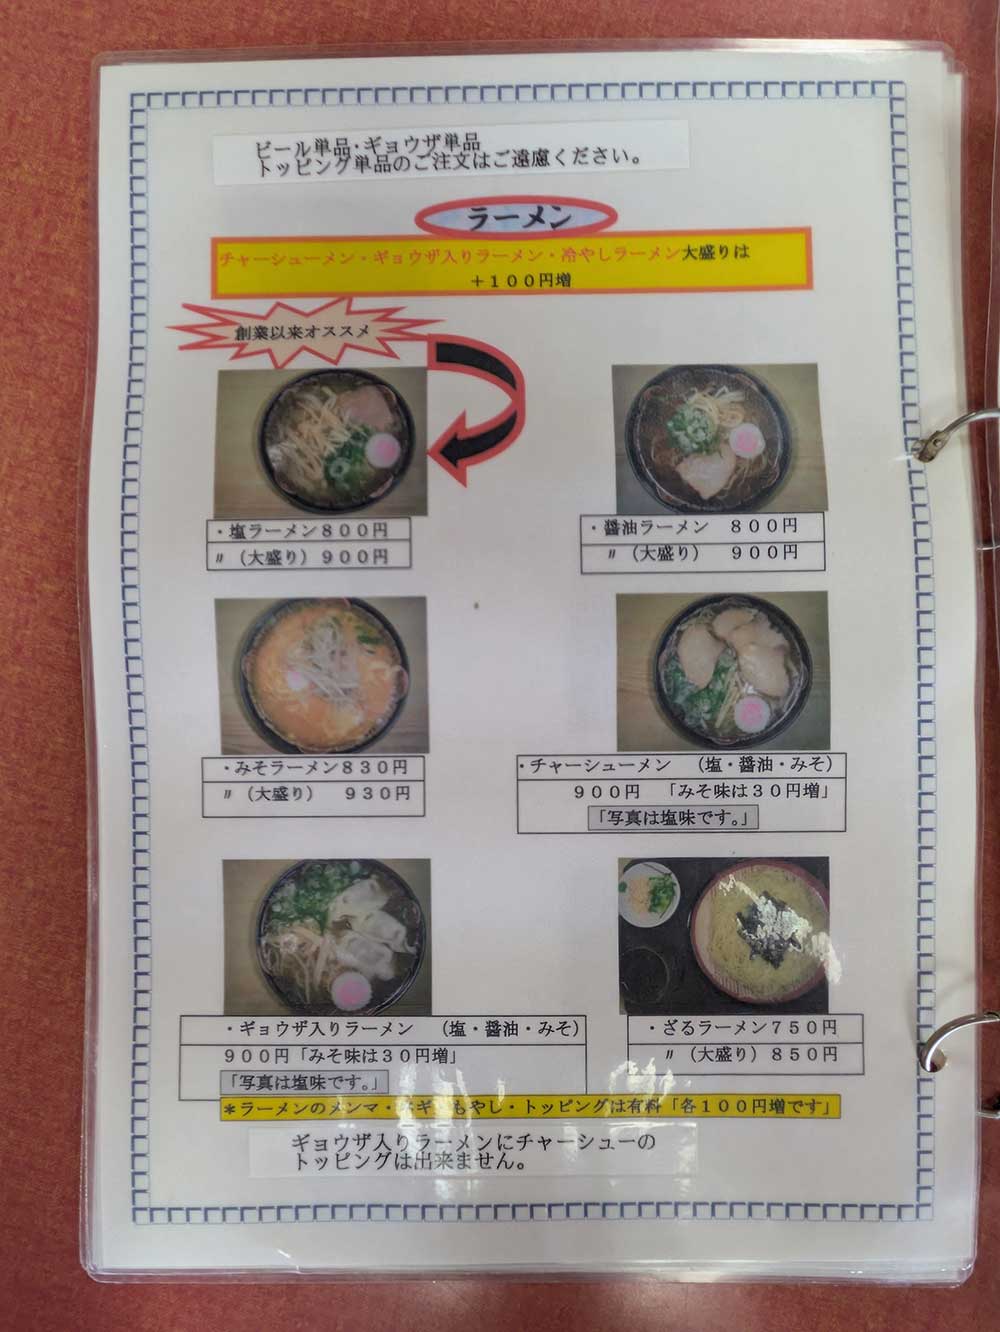 ビール単品・ギョウザ単品
トッピング単品のご注文はご遠慮ください。
ラーメン
チャーシューメン・ギョウザ入りラーメン・冷やしラーメン大盛りは
＋１００円増
創業以来オススメ
・塩ラーメン８００円
〃（大盛り）９００円
・醤油ラーメン　８００円
〃（大盛り）　９００円
・みそラーメン８３０円
〃（大盛り）　９３０円
・チャーシューメン　（塩・醤油・みそ）
９００円　「みそ味は３０円増」
「写真は塩味です。」
・ギョウザ入りラーメン　（塩・醤油・みそ）
９００円「みそ味は３０円増」
「写真は塩味です。」
・ざるラーメン７５０円
〃（大盛り）８５０円
＊ラーメンのメンマ・ネギ・もやし・トッピングは有料「各１００円増です」
ギョウザ入りラーメンにチャーシューの
トッピングは出来ません。